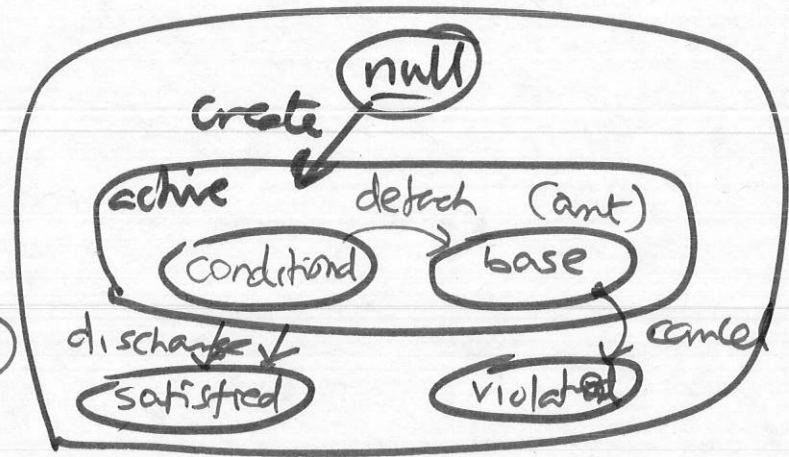 null
create
active detach (ant)
conditional base
discharge cancel
satisfied violated